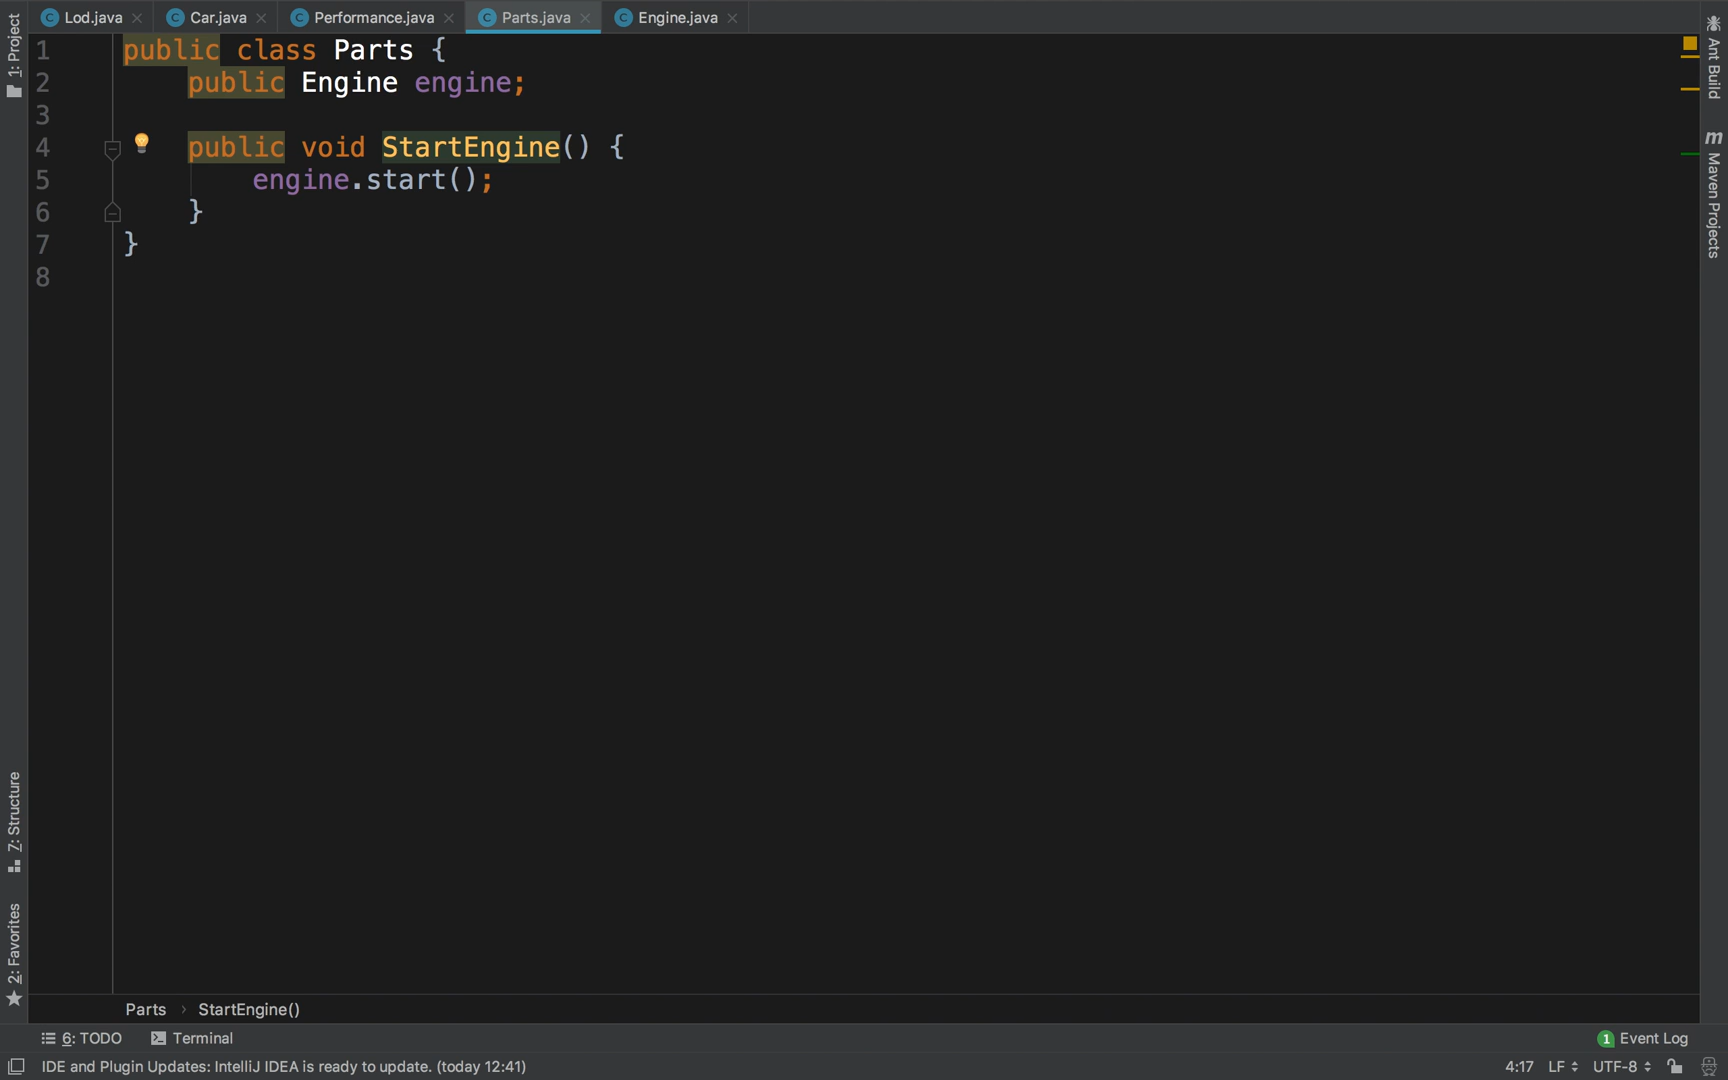 1: Project
Lod.java
Car.java
Performance.java
Parts.java
Engine.java
1 public class Parts {
2     public Engine engine;
3
4     public void StartEngine() {
5         engine.start();
6     }
7 }
8
Ant Build
m Maven Projects
7: Structure
2: Favorites
Parts › StartEngine()
6: TODO
Terminal
1 Event Log
IDE and Plugin Updates: IntelliJ IDEA is ready to update. (today 12:41)
4:17 LF UTF-8